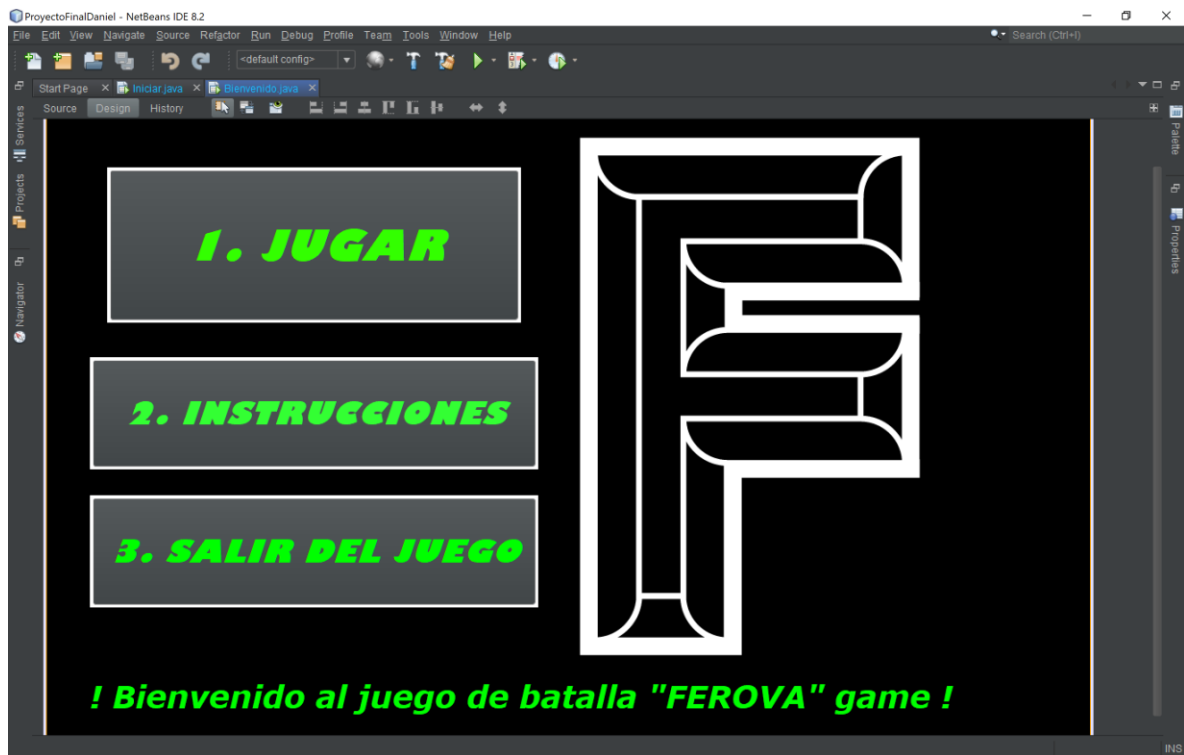 ProyectoFinalDaniel - NetBeans IDE 8.2
File Edit View Navigate Source Refactor Run Debug Profile Team Tools Window Help
Search (Ctrl+I)
<default config>
Start Page Iniciar.java Bienvenido.java
Source Design History
Services
Projects
Navigator
1. JUGAR
2. INSTRUCCIONES
3. SALIR DEL JUEGO
F
! Bienvenido al juego de batalla "FEROVA" game !
Palette
Properties
INS